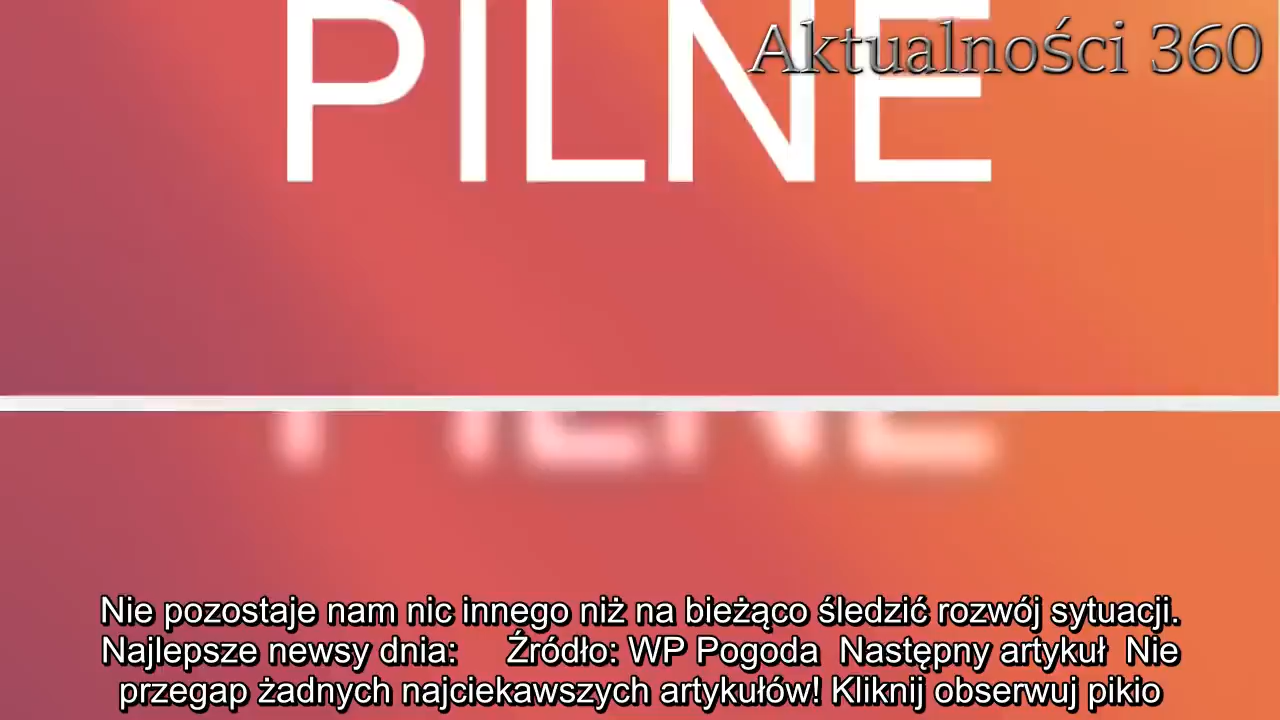 PILNE
Aktualności 360
PILNE
Nie pozostaje nam nic innego niż na bieżąco śledzić rozwój sytuacji.
Najlepsze newsy dnia: Źródło: WP Pogoda Następny artykuł Nie
przegap żadnych najciekawszych artykułów! Kliknij obserwuj pikio